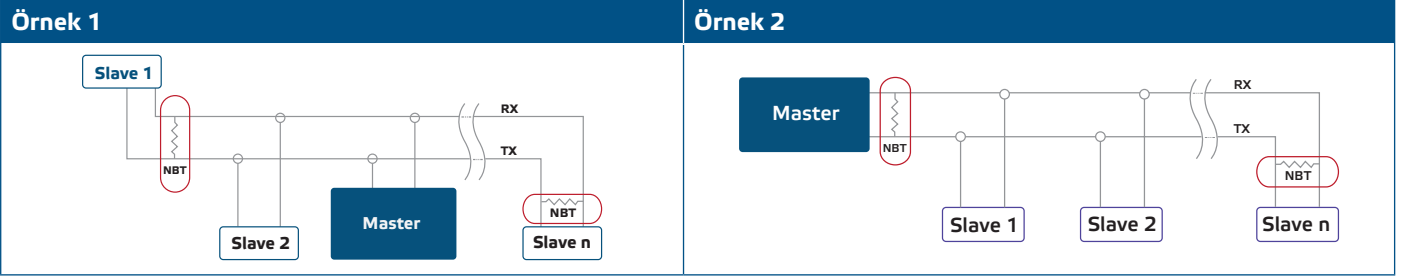 Örnek 1
Slave 1
RX
TX
NBT
NBT
Master
Slave 2
Slave n
Örnek 2
Master
RX
TX
NBT
NBT
Slave 1
Slave 2
Slave n